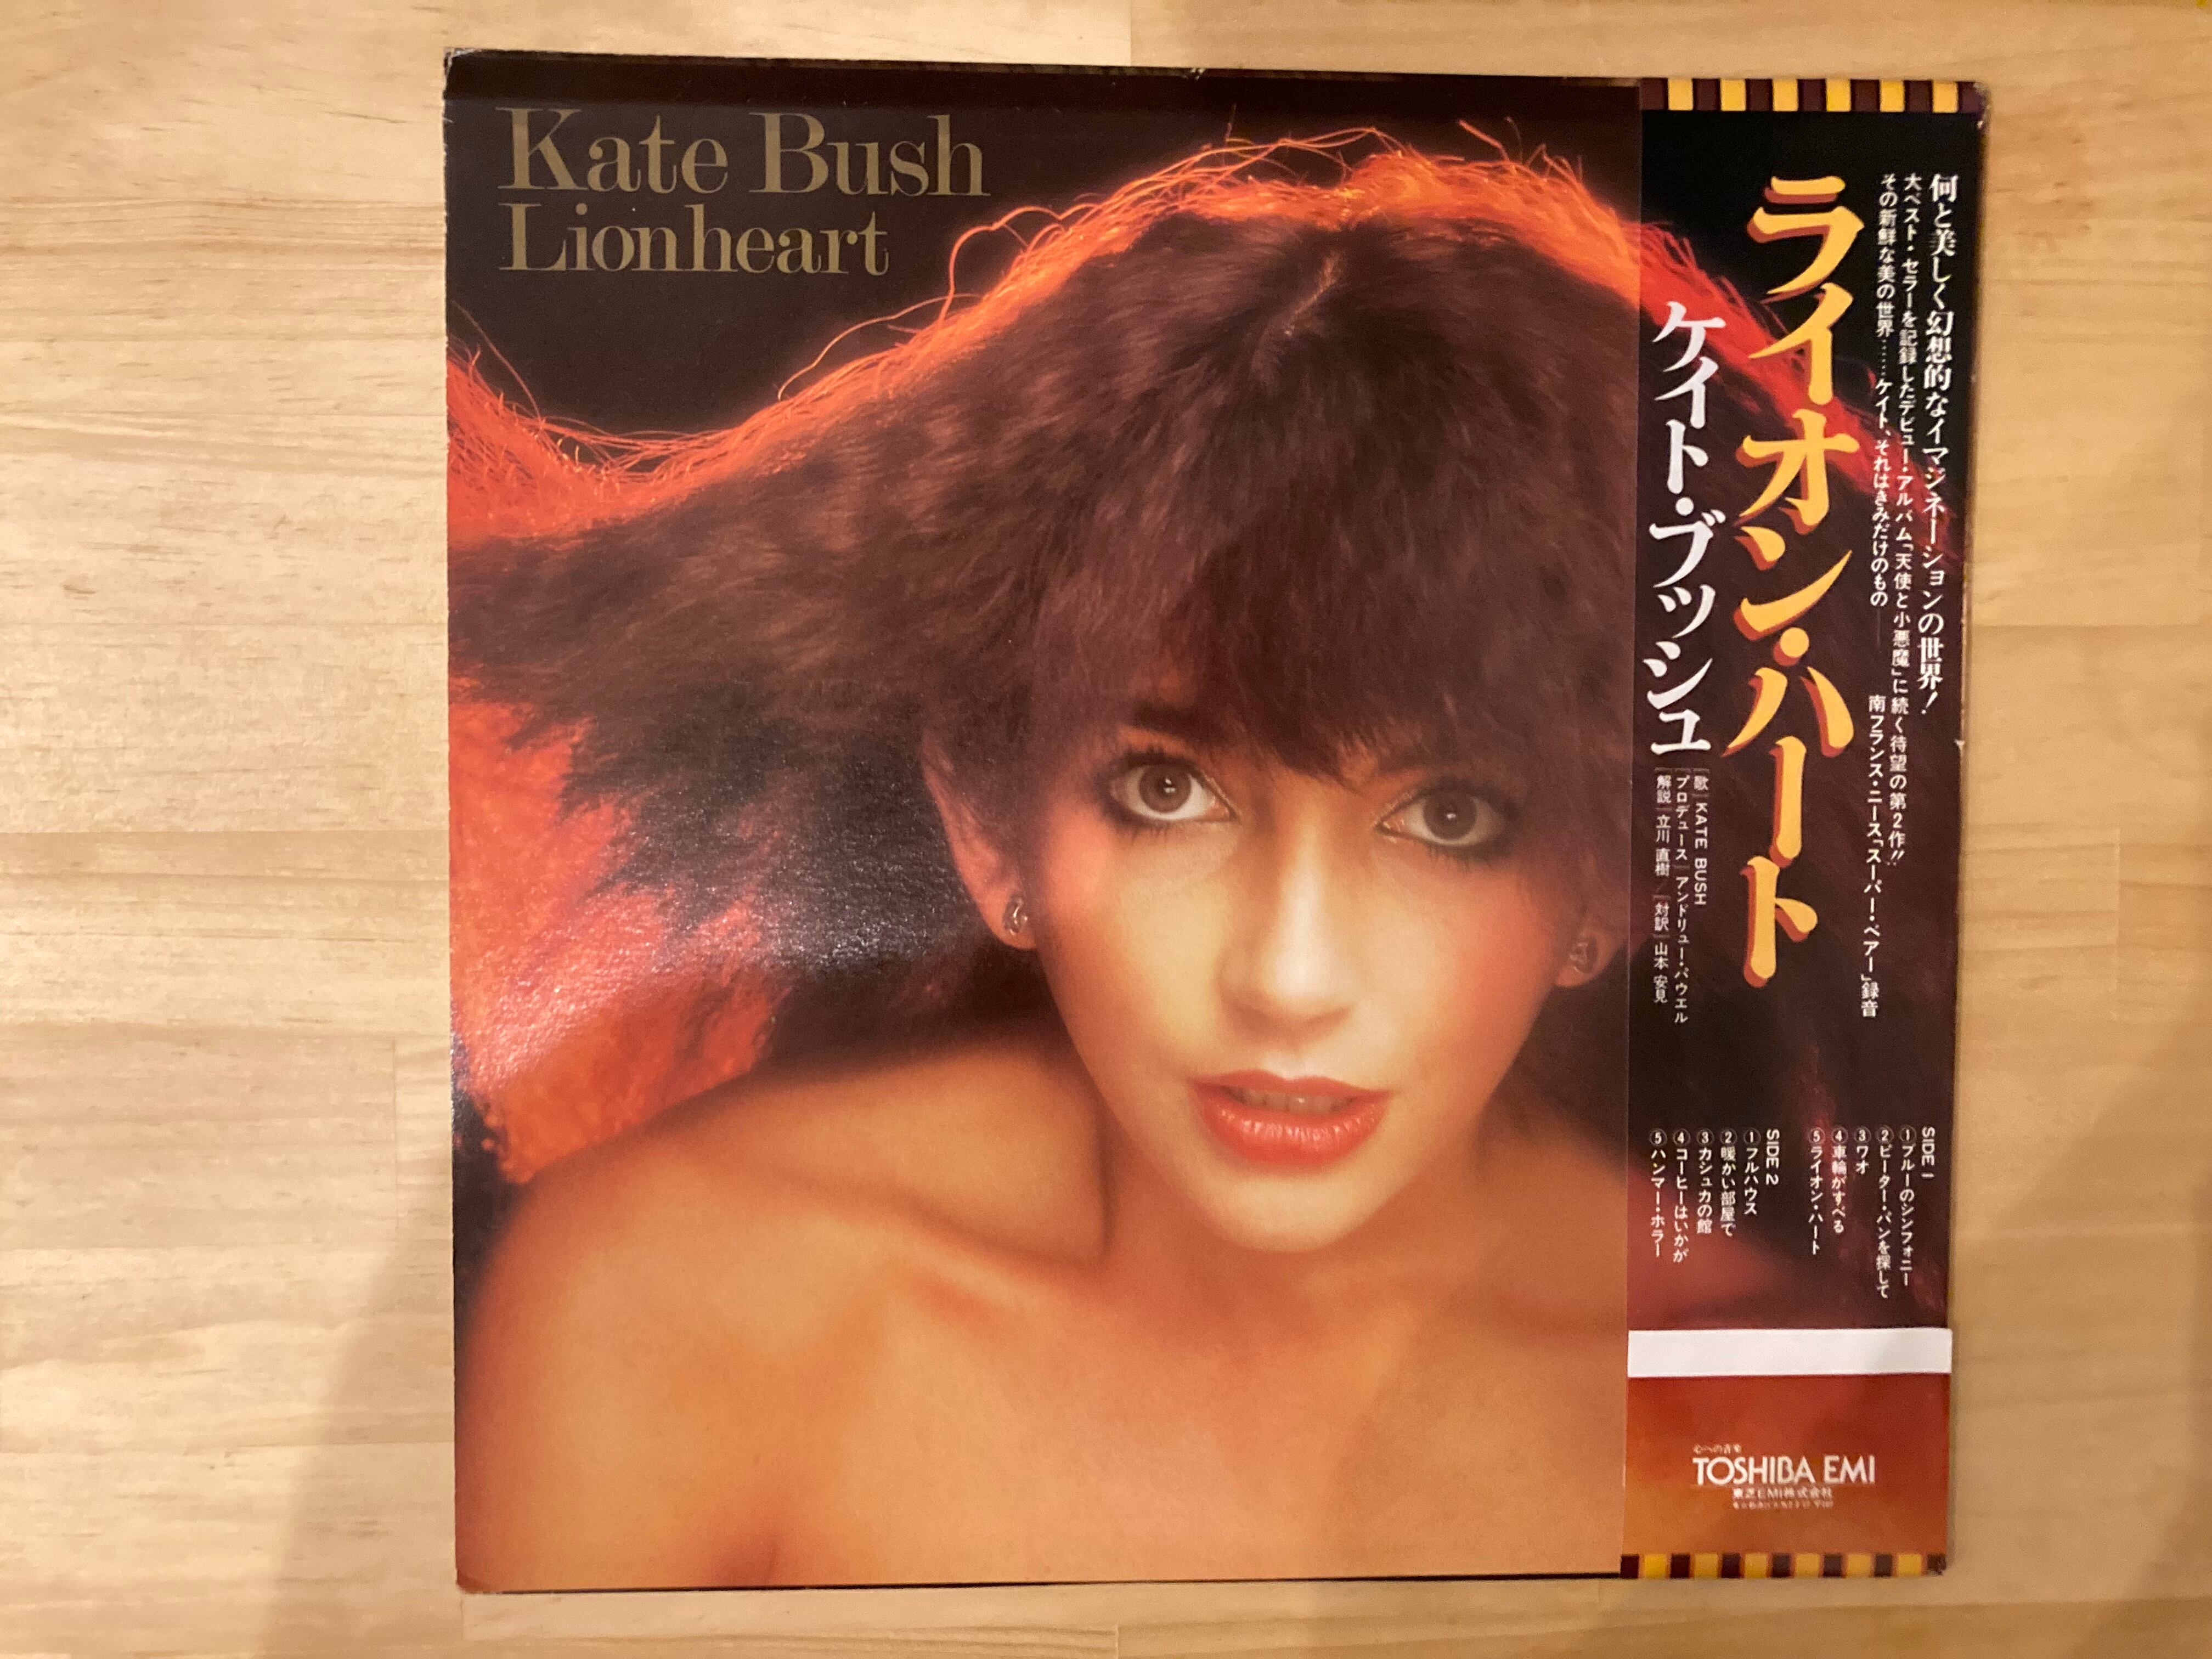 Kate Bush
Lionheart
何と美しく幻想的なイマジネーションの世界!
大ベスト・セラーを記録したデビュー・アルバム「天使と小悪魔」に続く待望の第2作!!
その新鮮な美の世界……ケイト、それはきみだけのもの——
南フランス・ニース「スーパー・ベアー」録音
ライオン・ハート
ケイト・ブッシュ
歌 KATE BUSH
プロデュース アンドリュー・パウエル
解説 立川 直樹/対訳 山本 安見
SIDE 1
①ブルーのシンフォニー
②ピーター・パンを探して
③ワオ
④車輪がすべる
⑤ライオン・ハート
SIDE 2
①フルハウス
②暖かい部屋で
③カシュカの館
④コーヒーはいかが
⑤ハンマー・ホラー
心への音楽
TOSHIBA EMI
東芝EMI株式会社